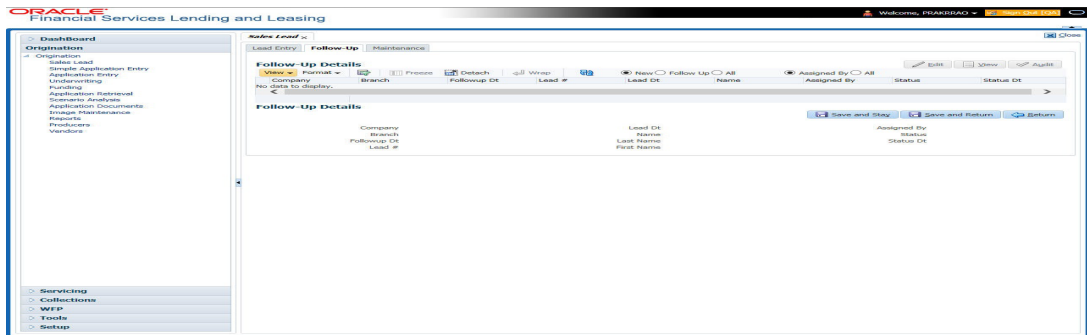 ORACLE
Financial Services Lending and Leasing
Welcome, PRAKRRAO
Sign Out [QA]
DashBoard
Origination
Origination
Sales Lead
Simple Application Entry
Application Entry
Underwriting
Funding
Application Retrieval
Scenario Analysis
Application Documents
Image Maintenance
Reports
Producers
Vendors
Servicing
Collections
WFP
Tools
Setup
Sales Lead
Close
Lead Entry Follow-Up Maintenance
Follow-Up Details
Edit View Audit
View Format Freeze Detach Wrap New Follow Up All Assigned By All
Company Branch Followup Dt Lead # Lead Dt Name Assigned By Status Status Dt
No data to display.
Follow-Up Details
Save and Stay Save and Return Return
Company Lead Dt Assigned By
Branch Name Status
Followup Dt Last Name Status Dt
Lead # First Name